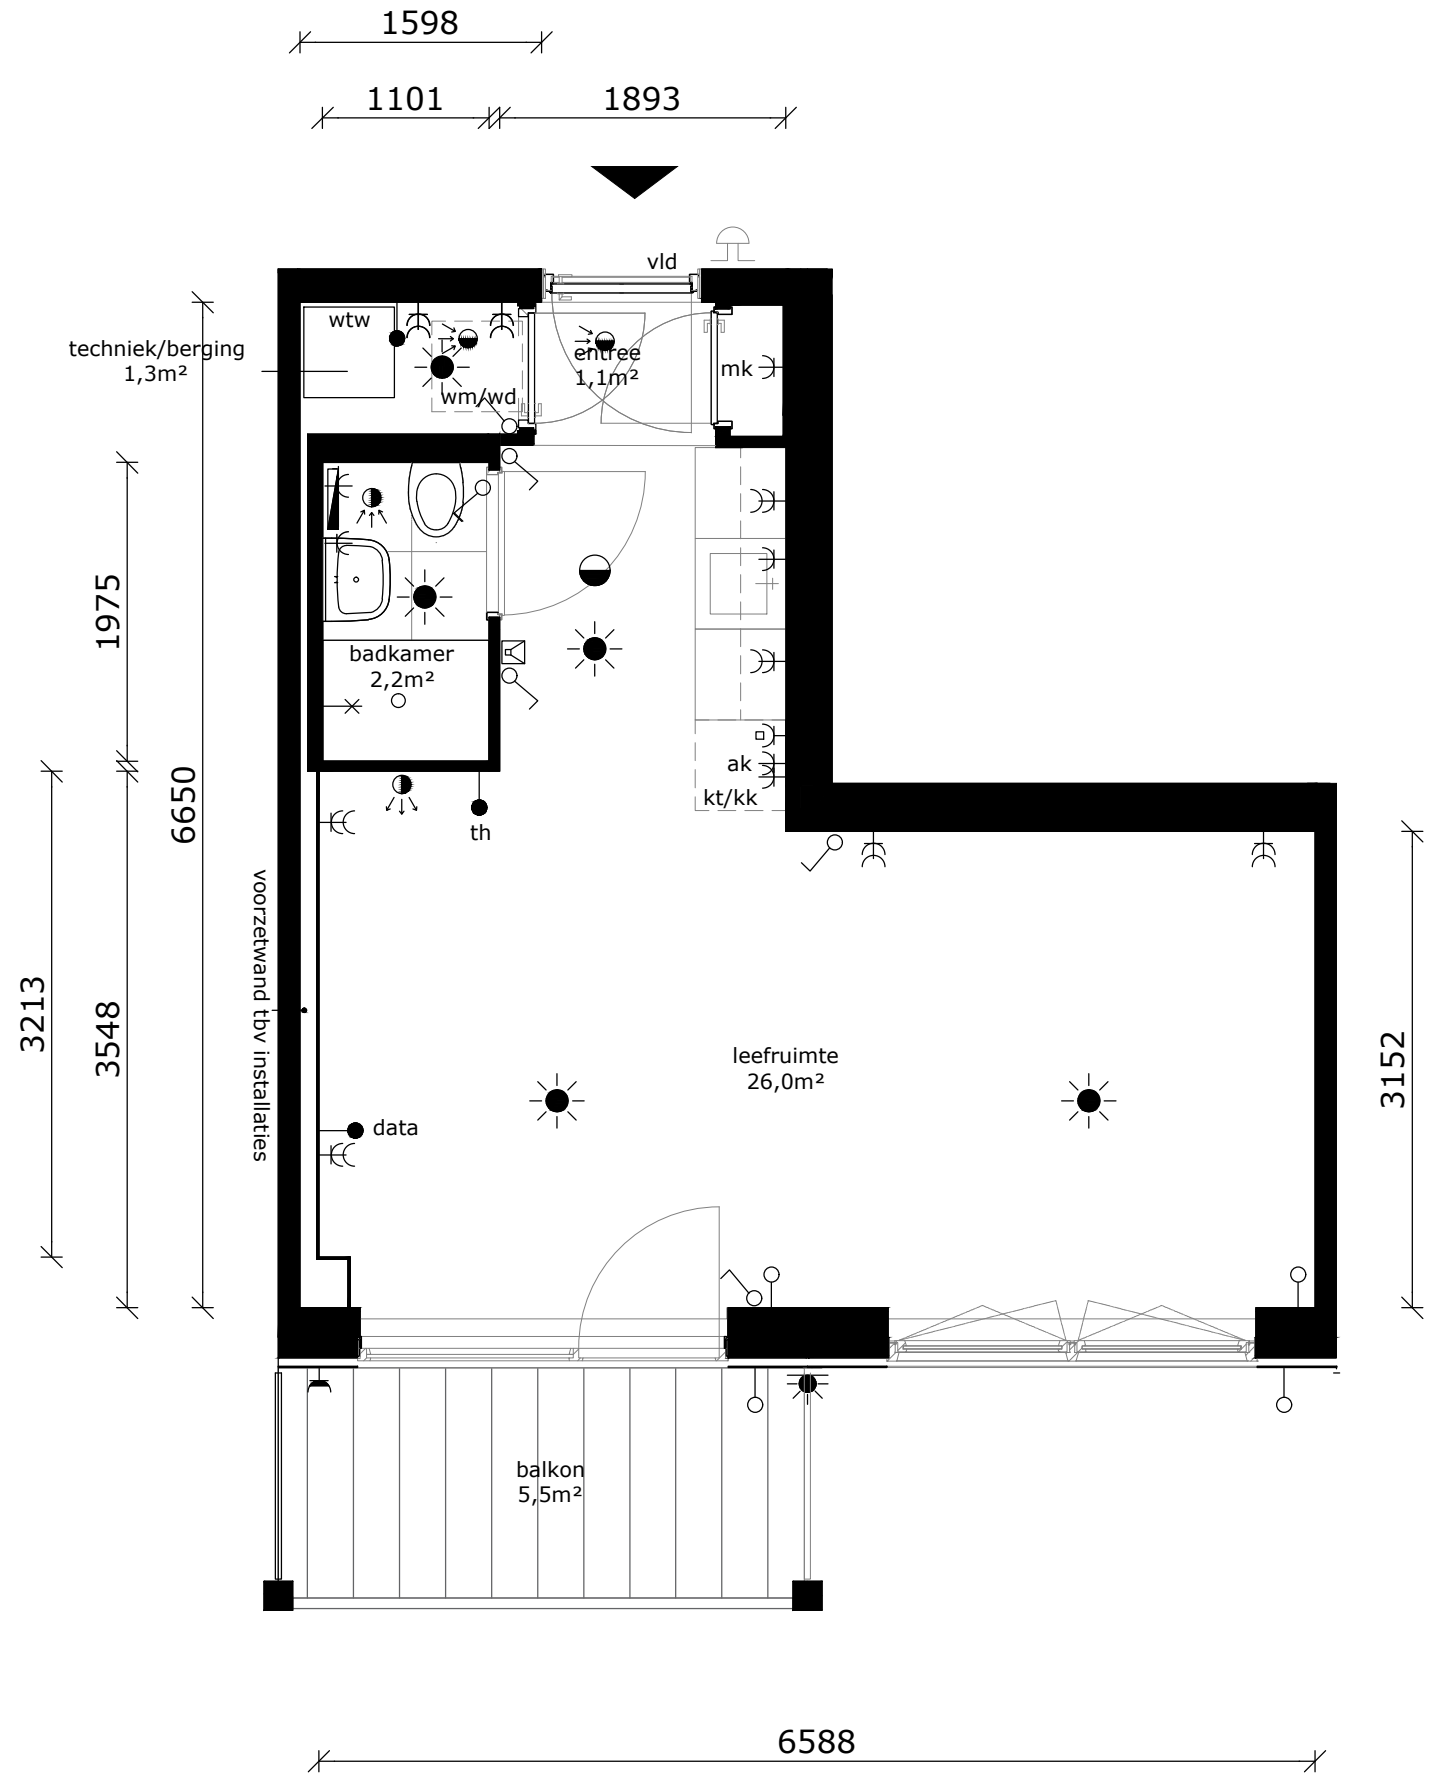 1598
1101
1893
vld
wtw
techniek/berging
1,3m²
entree
1,1m²
mk
wm/wd
1975
badkamer
2,2m²
6650
ak
kt/kk
th
voorzetwand tbv installaties
3213
3548
leefruimte
26,0m²
3152
data
balkon
5,5m²
6588